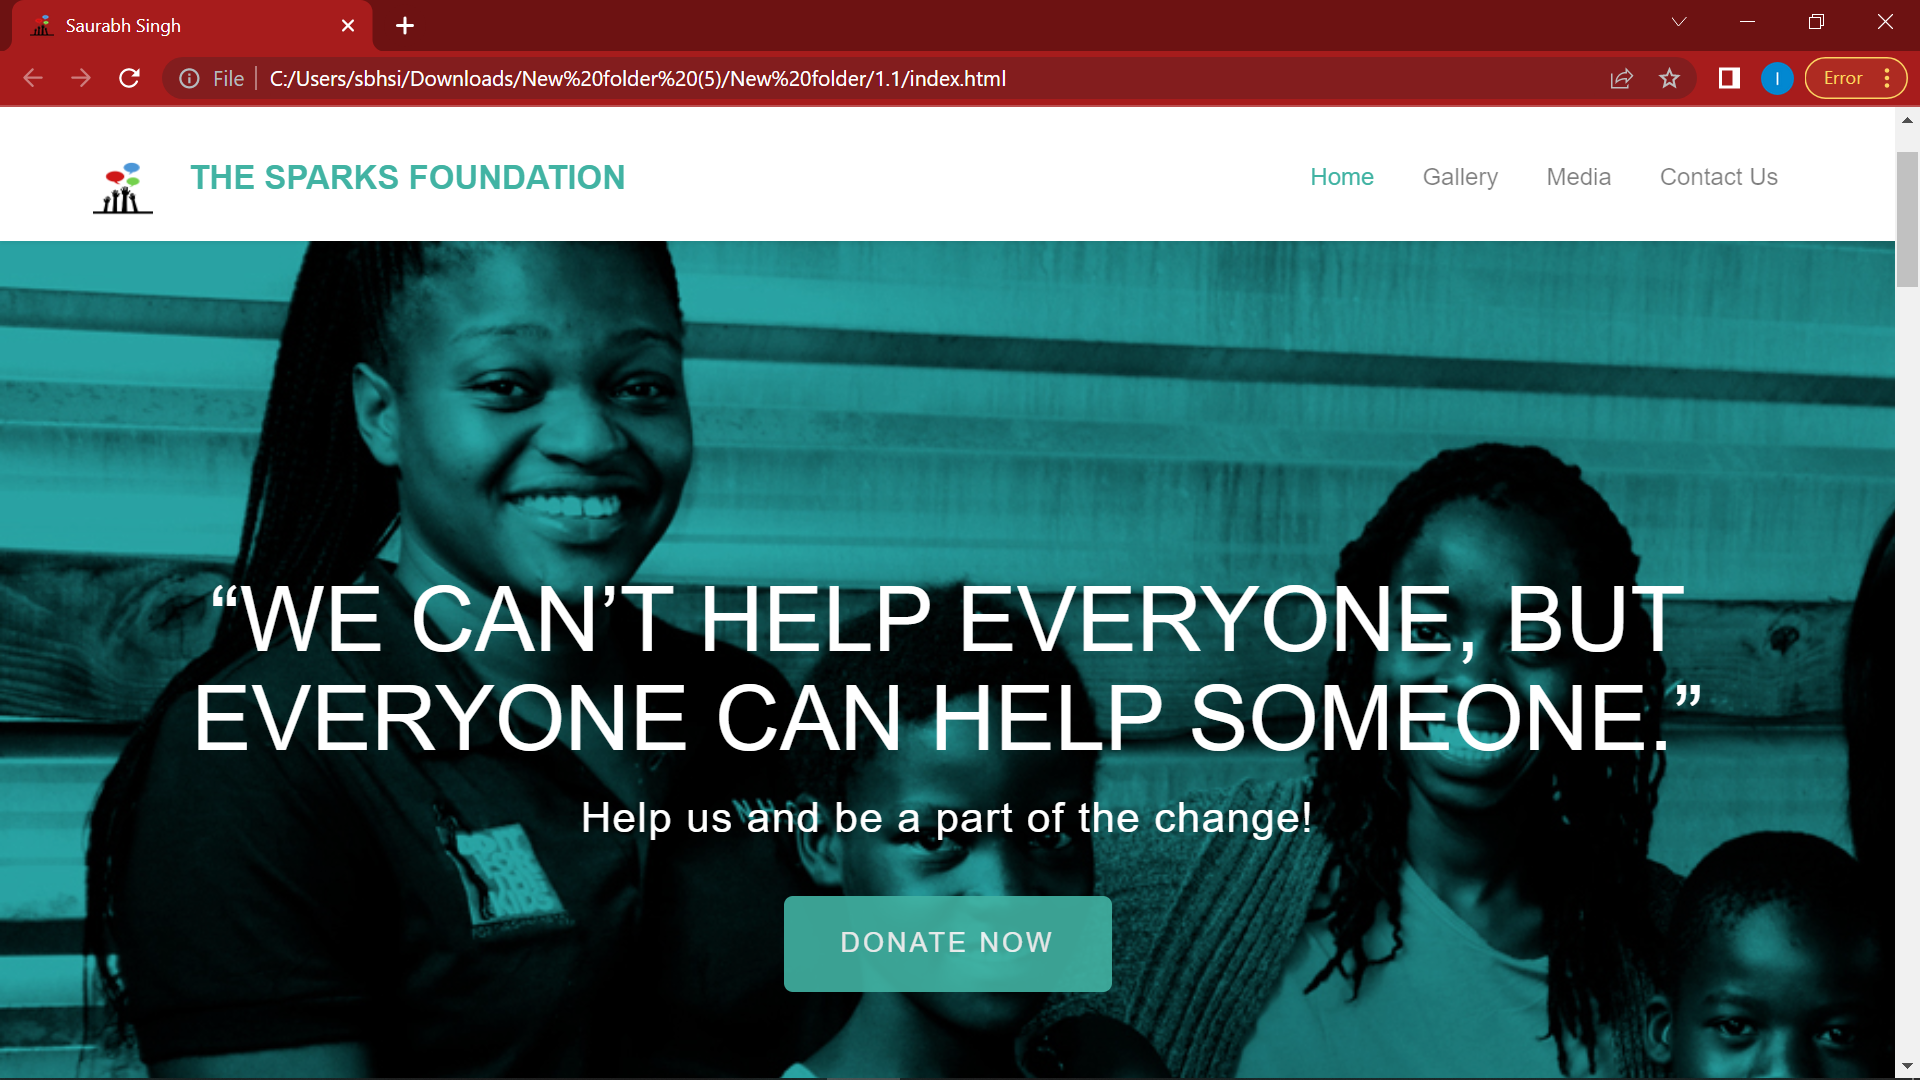 Saurabh Singh
File
C:/Users/sbhsi/Downloads/New%20folder%20(5)/New%20folder/1.1/index.html
I
Error
THE SPARKS FOUNDATION
Home
Gallery
Media
Contact Us
“WE CAN’T HELP EVERYONE, BUT
EVERYONE CAN HELP SOMEONE.”
Help us and be a part of the change!
DONATE NOW